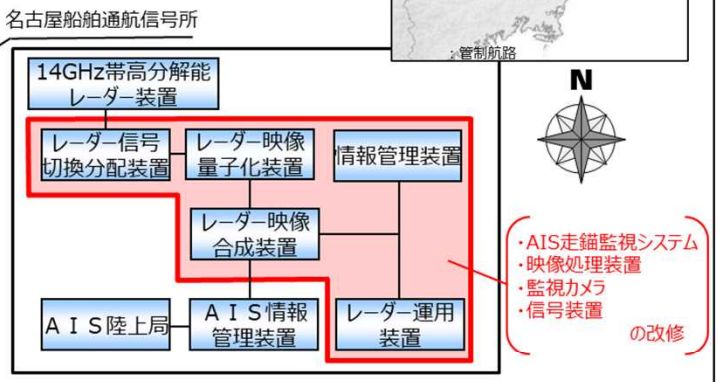 名古屋船舶通航信号所
：管制航路
14GHz帯高分解能
レーダー装置
N
レーダー信号
切換分配装置
レーダー映像
量子化装置
情報管理装置
レーダー映像
合成装置
・AIS走錨監視システム
・映像処理装置
・監視カメラ
・信号装置
の改修
ＡＩＳ陸上局
ＡＩＳ情報
管理装置
レーダー運用
装置